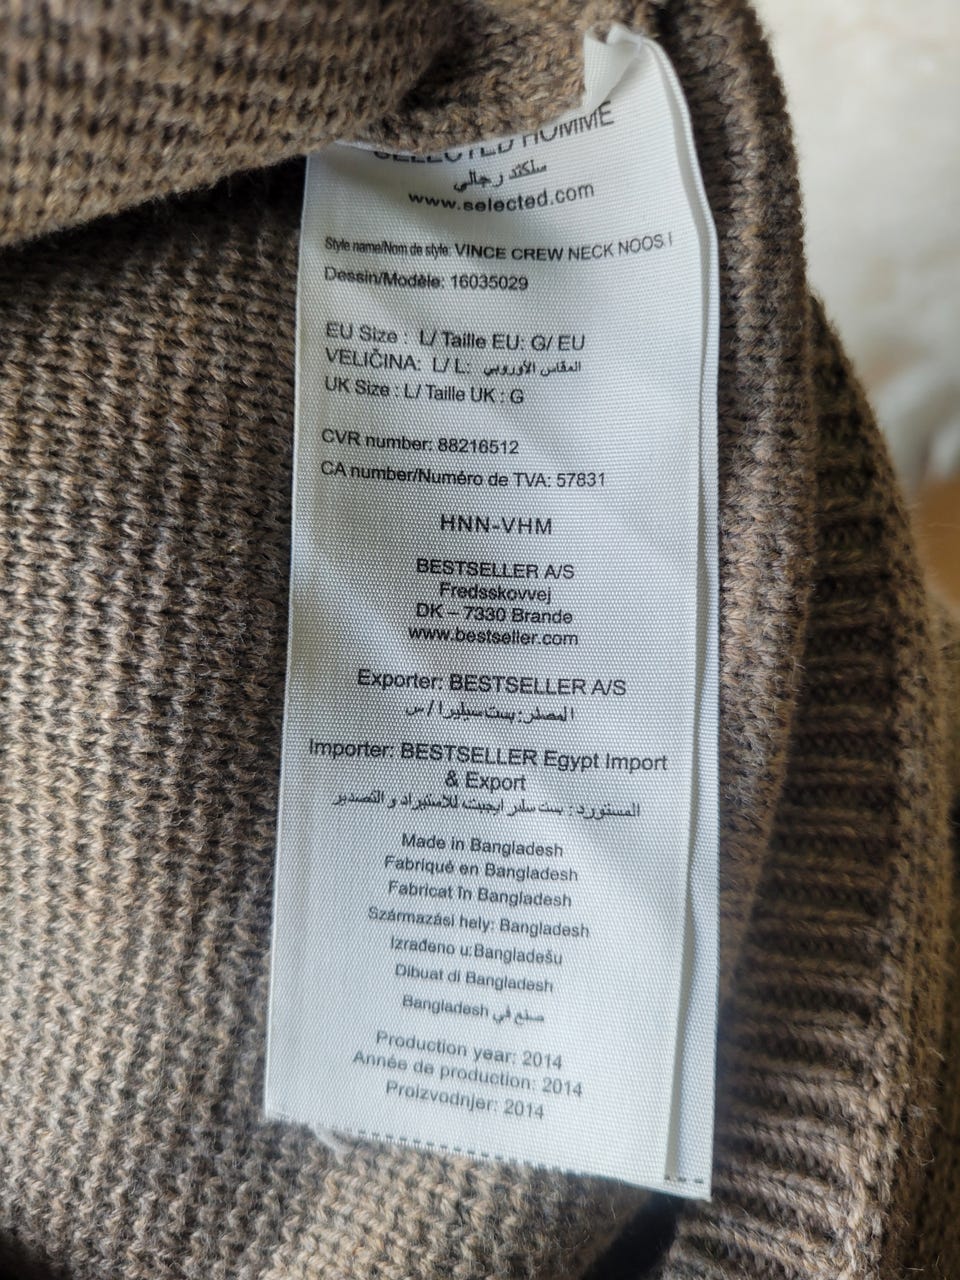 SELECTED HOMME
سلكتد رجالي
www.selected.com
Style name/Nom de style: VINCE CREW NECK NOOS I
Dessin/Modèle: 16035029
EU Size : L/ Taille EU: G/ EU
VELIČINA: L/ L: المقاس الأوروبي
UK Size : L/ Taille UK : G
CVR number: 88216512
CA number/Numéro de TVA: 57831
HNN-VHM
BESTSELLER A/S
Fredsskovvej
DK – 7330 Brande
www.bestseller.com
Exporter: BESTSELLER A/S
المصدر: بست سيليرا / س
Importer: BESTSELLER Egypt Import
& Export
المستورد : بست سلر ايجبت للاستيراد و التصدير
Made in Bangladesh
Fabriqué en Bangladesh
Fabricat în Bangladesh
Származási hely: Bangladesh
Izrađeno u:Bangladešu
Dibuat di Bangladesh
Bangladesh صنع في
Production year: 2014
Année de production: 2014
Proizvodnjer: 2014